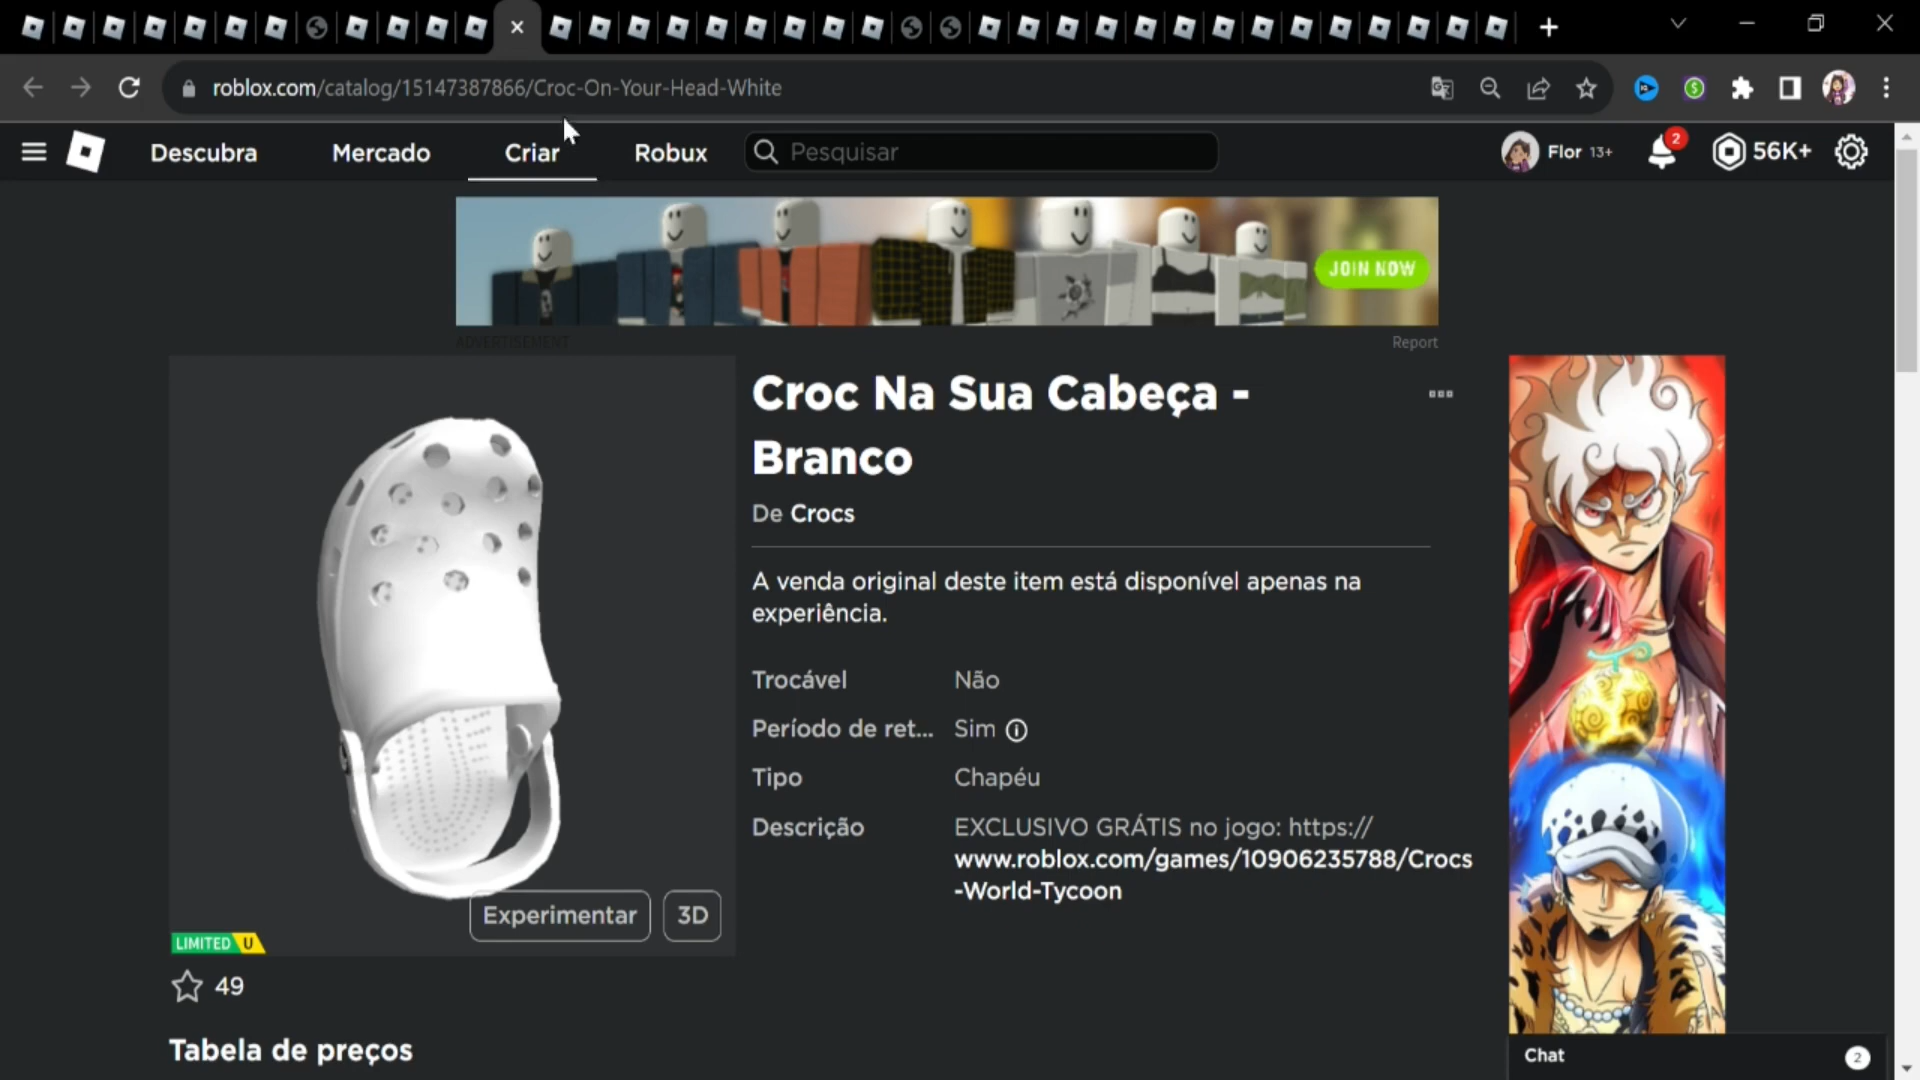 roblox.com/catalog/15147387866/Croc-On-Your-Head-White
Descubra
Mercado
Criar
Robux
Pesquisar
Flor 13+
2
56K+
JOIN NOW
ADVERTISEMENT
Report
Croc Na Sua Cabeça -
Branco
De Crocs
A venda original deste item está disponível apenas na
experiência.
Trocável Não
Período de ret... Sim
Tipo Chapéu
Descrição EXCLUSIVO GRÁTIS no jogo: https://
www.roblox.com/games/10906235788/Crocs
-World-Tycoon
Experimentar
3D
LIMITED U
49
Tabela de preços
Chat 2